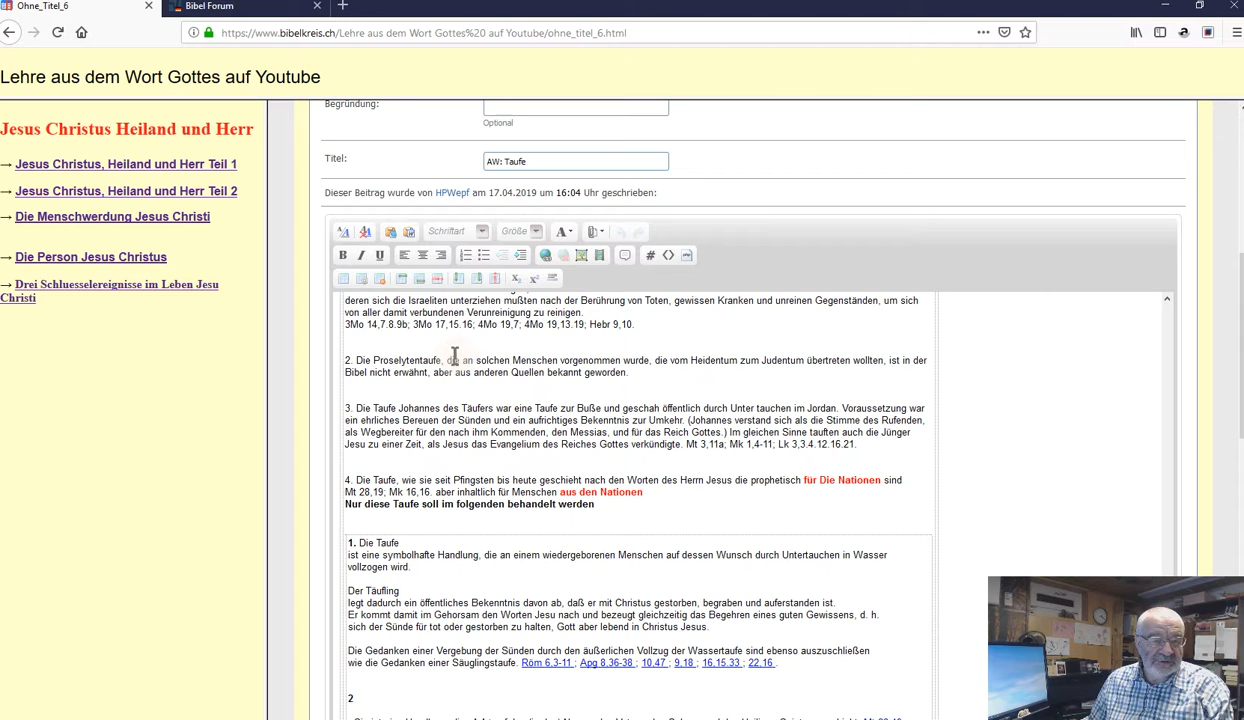 Ohne_Titel_6
Bibel Forum
https://www.bibelkreis.ch/Lehre aus dem Wort Gottes%20 auf Youtube/ohne_titel_6.html
Lehre aus dem Wort Gottes auf Youtube
Jesus Christus Heiland und Herr
→ Jesus Christus, Heiland und Herr Teil 1
→ Jesus Christus, Heiland und Herr Teil 2
→ Die Menschwerdung Jesus Christi
→ Die Person Jesus Christus
→ Drei Schluesselereignisse im Leben Jesu
Christi
Begründung:
Optional
Titel:
AW: Taufe
Dieser Beitrag wurde von HPWepf am 17.04.2019 um 16:04 Uhr geschrieben:
Schriftart
Größe
A
B I U
deren sich die Israeliten unterziehen mußten nach der Berührung von Toten, gewissen Kranken und unreinen Gegenständen, um sich
von aller damit verbundenen Verunreinigung zu reinigen.
3Mo 14,7.8.9b; 3Mo 17,15.16; 4Mo 19,7; 4Mo 19,13.19; Hebr 9,10.
2. Die Proselytentaufe, die an solchen Menschen vorgenommen wurde, die vom Heidentum zum Judentum übertreten wollten, ist in der
Bibel nicht erwähnt, aber aus anderen Quellen bekannt geworden.
3. Die Taufe Johannes des Täufers war eine Taufe zur Buße und geschah öffentlich durch Unter tauchen im Jordan. Voraussetzung war
ein ehrliches Bereuen der Sünden und ein aufrichtiges Bekenntnis zur Umkehr. (Johannes verstand sich als die Stimme des Rufenden,
als Wegbereiter für den nach ihm Kommenden, den Messias, und für das Reich Gottes.) Im gleichen Sinne tauften auch die Jünger
Jesu zu einer Zeit, als Jesus das Evangelium des Reiches Gottes verkündigte. Mt 3,11a; Mk 1,4-11; Lk 3,3.4.12.16.21.
4. Die Taufe, wie sie seit Pfingsten bis heute geschieht nach den Worten des Herrn Jesus die prophetisch für Die Nationen sind
Mt 28,19; Mk 16,16. aber inhaltlich für Menschen aus den Nationen
Nur diese Taufe soll im folgenden behandelt werden
1. Die Taufe
ist eine symbolhafte Handlung, die an einem wiedergeborenen Menschen auf dessen Wunsch durch Untertauchen in Wasser
vollzogen wird.
Der Täufling
legt dadurch ein öffentliches Bekenntnis davon ab, daß er mit Christus gestorben, begraben und auferstanden ist.
Er kommt damit im Gehorsam den Worten Jesu nach und bezeugt gleichzeitig das Begehren eines guten Gewissens, d. h.
sich der Sünde für tot oder gestorben zu halten, Gott aber lebend in Christus Jesus.
Die Gedanken einer Vergebung der Sünden durch den äußerlichen Vollzug der Wassertaufe sind ebenso auszuschließen
wie die Gedanken einer Säuglingstaufe. Röm 6.3-11 ; Apg 8.36-38 ; 10.47 ; 9.18 ; 16,15.33 ; 22,16 .
2